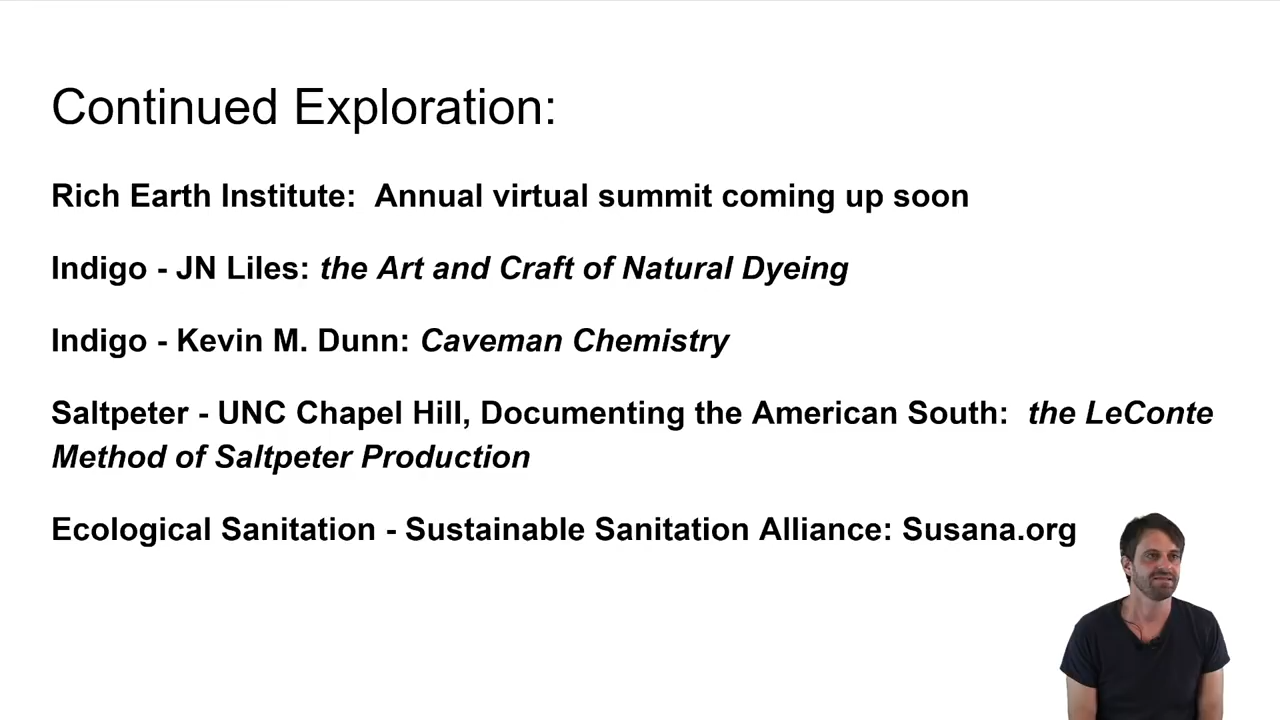 Continued Exploration:
Rich Earth Institute:  Annual virtual summit coming up soon
Indigo - JN Liles: the Art and Craft of Natural Dyeing
Indigo - Kevin M. Dunn: Caveman Chemistry
Saltpeter - UNC Chapel Hill, Documenting the American South:  the LeConte
Method of Saltpeter Production
Ecological Sanitation - Sustainable Sanitation Alliance: Susana.org